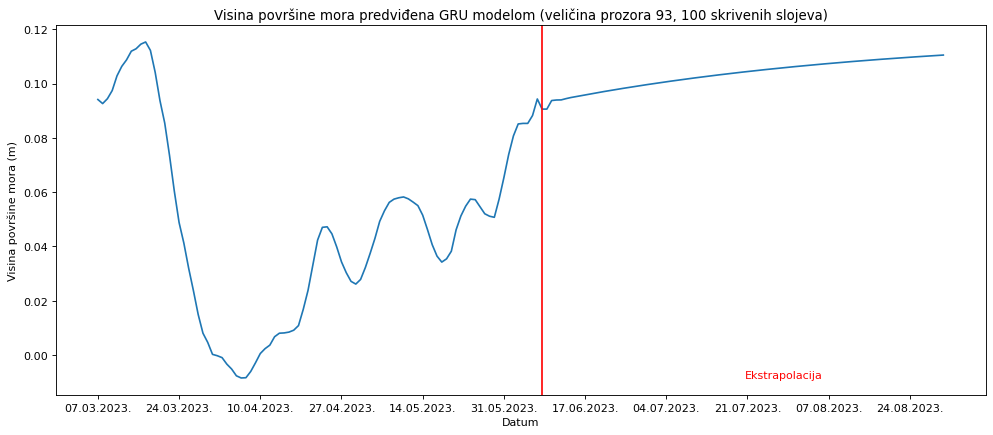 Visina površine mora predviđena GRU modelom (veličina prozora 93, 100 skrivenih slojeva)
Visina površine mora (m)
0.12
0.10
0.08
0.06
0.04
0.02
0.00
Ekstrapolacija
07.03.2023. 24.03.2023. 10.04.2023. 27.04.2023. 14.05.2023. 31.05.2023. 17.06.2023. 04.07.2023. 21.07.2023. 07.08.2023. 24.08.2023.
Datum